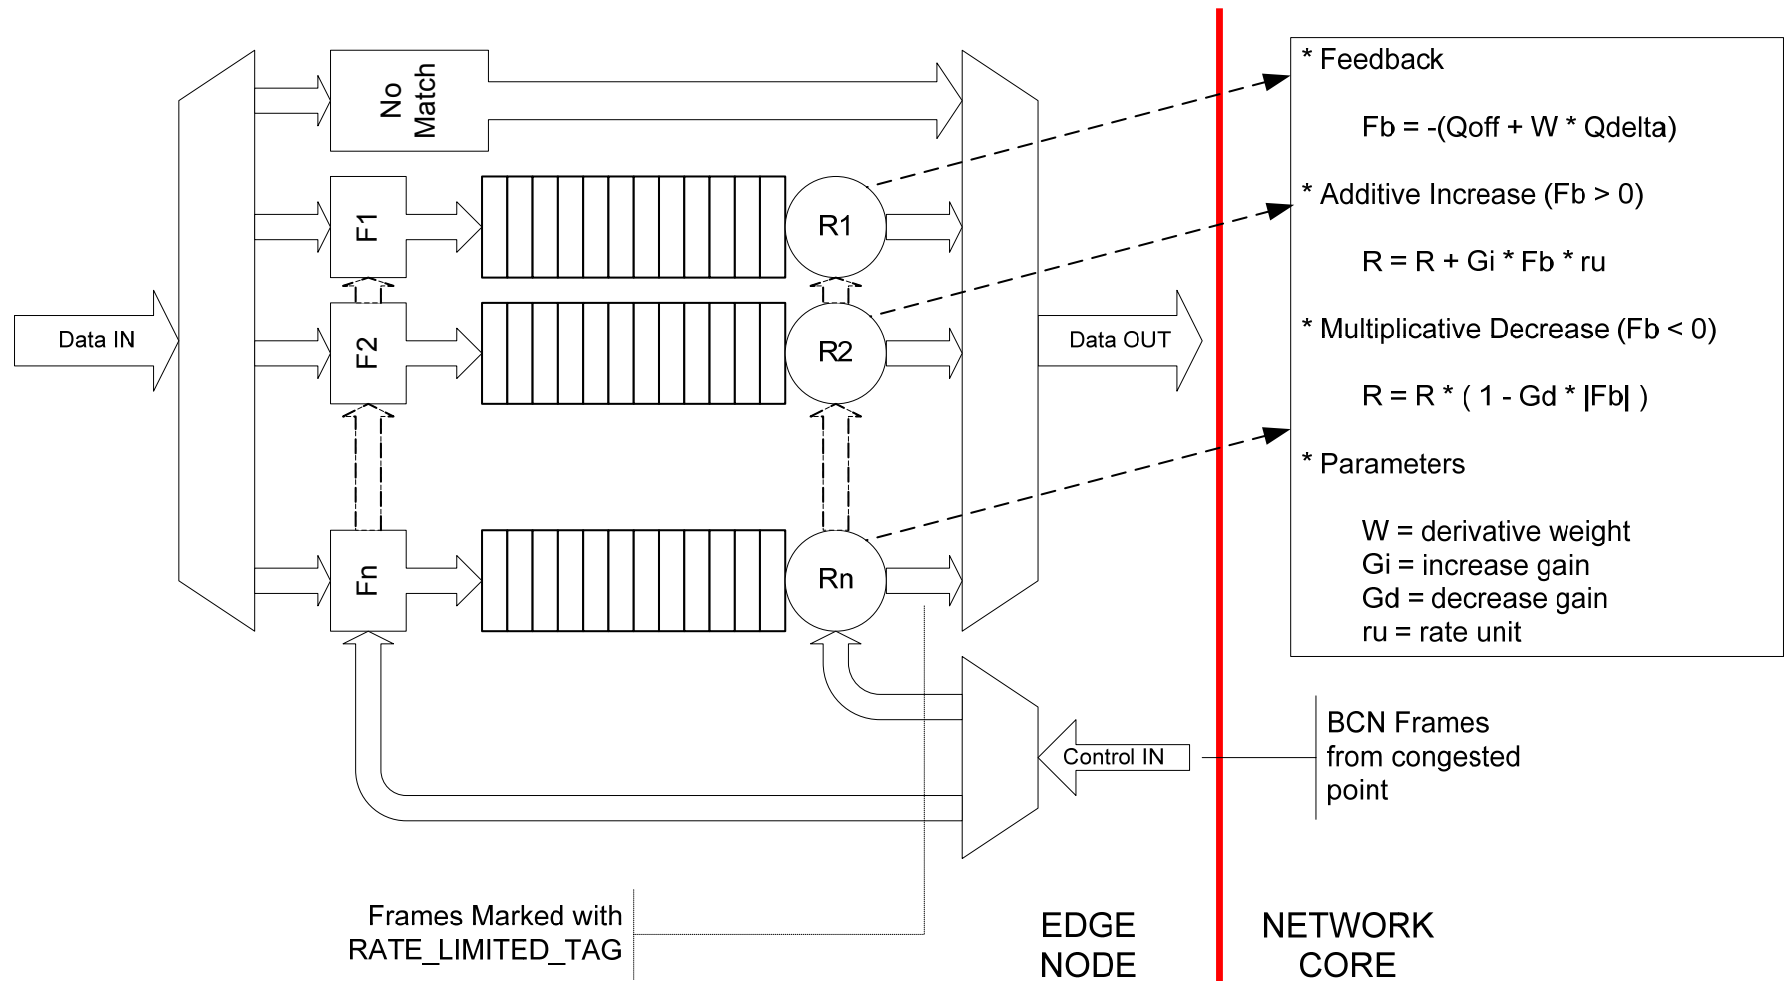 No
Match
F1
R1
Data IN
F2
R2
Data OUT
Fn
Rn
* Feedback
Fb = -(Qoff + W * Qdelta)
* Additive Increase (Fb > 0)
R = R + Gi * Fb * ru
* Multiplicative Decrease (Fb < 0)
R = R * ( 1 - Gd * |Fb| )
* Parameters
W = derivative weight
Gi = increase gain
Gd = decrease gain
ru = rate unit
Control IN
BCN Frames
from congested
point
Frames Marked with
RATE_LIMITED_TAG
EDGE
NODE
NETWORK
CORE